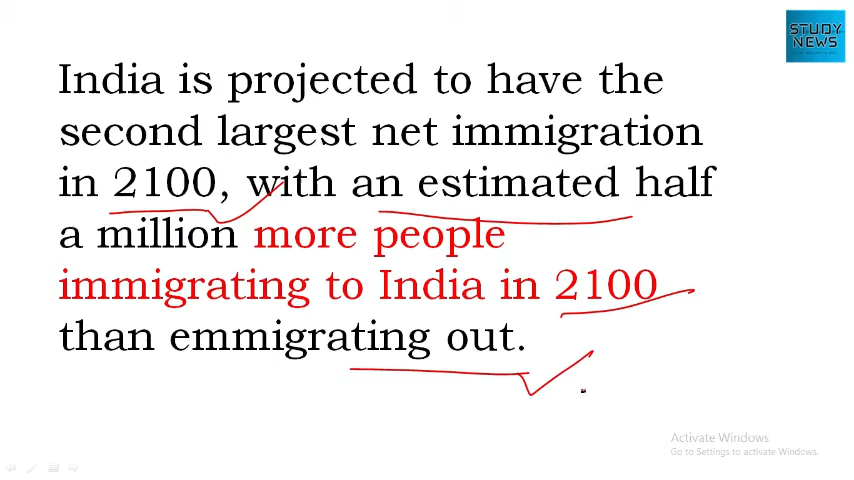 STUDY
NEWS
India is projected to have the
second largest net immigration
in 2100, with an estimated half
a million more people
immigrating to India in 2100
than emmigrating out.
Activate Windows
Go to Settings to activate Windows.